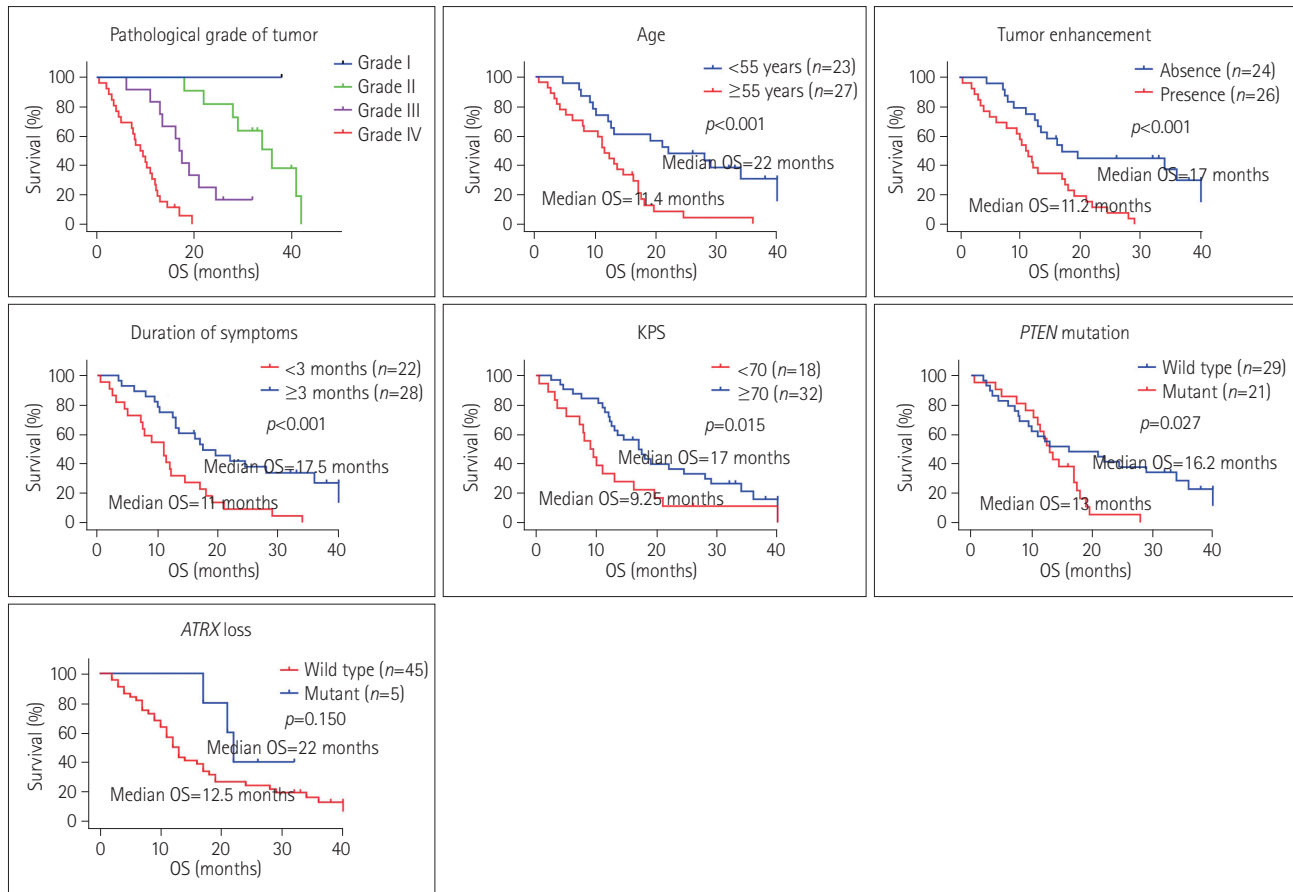 Pathological grade of tumor
Grade I
Grade II
Grade III
Grade IV
Survival (%)
100
80
60
40
20
0
0 20 40
OS (months)
Age
<55 years (n=23)
≥55 years (n=27)
p<0.001
Median OS=22 months
Median OS=11.4 months
Survival (%)
100
80
60
40
20
0
0 10 20 30 40
OS (months)
Tumor enhancement
Absence (n=24)
Presence (n=26)
p<0.001
Median OS=17 months
Median OS=11.2 months
Survival (%)
100
80
60
40
20
0
0 10 20 30 40
OS (months)
Duration of symptoms
<3 months (n=22)
≥3 months (n=28)
p<0.001
Median OS=17.5 months
Median OS=11 months
Survival (%)
100
80
60
40
20
0
0 10 20 30 40
OS (months)
KPS
<70 (n=18)
≥70 (n=32)
p=0.015
Median OS=17 months
Median OS=9.25 months
Survival (%)
100
80
60
40
20
0
0 10 20 30 40
OS (months)
PTEN mutation
Wild type (n=29)
Mutant (n=21)
p=0.027
Median OS=16.2 months
Median OS=13 months
Survival (%)
100
80
60
40
20
0
0 10 20 30 40
OS (months)
ATRX loss
Wild type (n=45)
Mutant (n=5)
p=0.150
Median OS=22 months
Median OS=12.5 months
Survival (%)
100
80
60
40
20
0
0 10 20 30 40
OS (months)